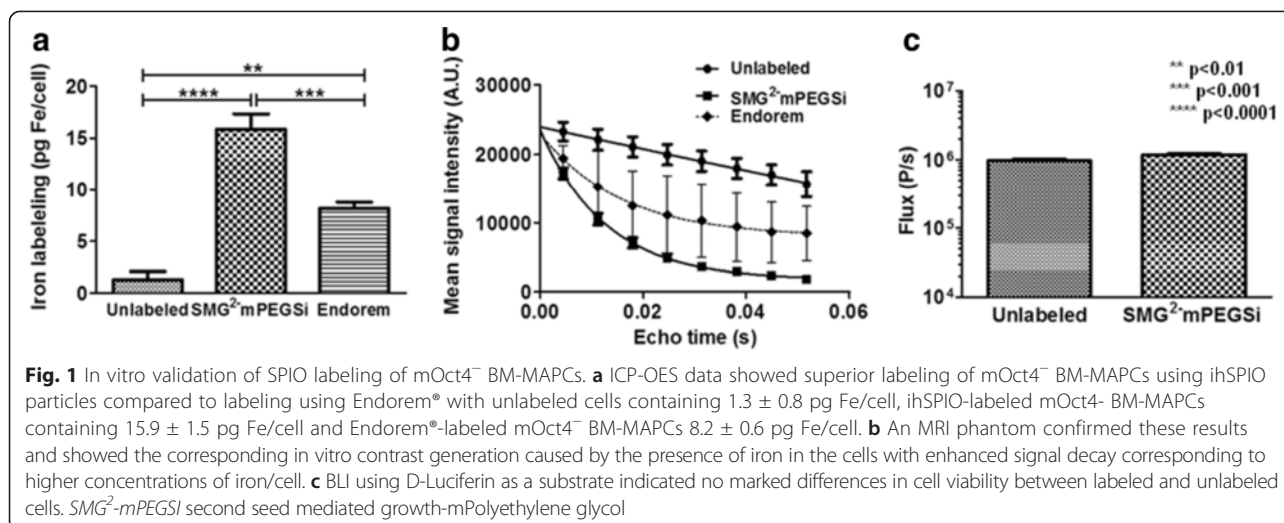 a
**
****
***
Iron labeleling (pg Fe/cell)
20
15
10
5
0
Unlabeled SMG²⁻mPEGSi Endorem
b
Mean signal intensity (A.U.)
30000
20000
10000
0
Unlabeled
SMG²⁻mPEGSi
Endorem
0.00 0.02 0.04 0.06
Echo time (s)
c
** p<0.01
*** p<0.001
**** p<0.0001
Flux (P/s)
10⁷
10⁶
10⁵
10⁴
Unlabeled SMG²⁻mPEGSi
Fig. 1 In vitro validation of SPIO labeling of mOct4⁻ BM-MAPCs. a ICP-OES data showed superior labeling of mOct4⁻ BM-MAPCs using ihSPIO
particles compared to labeling using Endorem® with unlabeled cells containing 1.3 ± 0.8 pg Fe/cell, ihSPIO-labeled mOct4- BM-MAPCs
containing 15.9 ± 1.5 pg Fe/cell and Endorem®-labeled mOct4⁻ BM-MAPCs 8.2 ± 0.6 pg Fe/cell. b An MRI phantom confirmed these results
and showed the corresponding in vitro contrast generation caused by the presence of iron in the cells with enhanced signal decay corresponding to
higher concentrations of iron/cell. c BLI using D-Luciferin as a substrate indicated no marked differences in cell viability between labeled and unlabeled
cells. SMG²-mPEGSI second seed mediated growth-mPolyethylene glycol